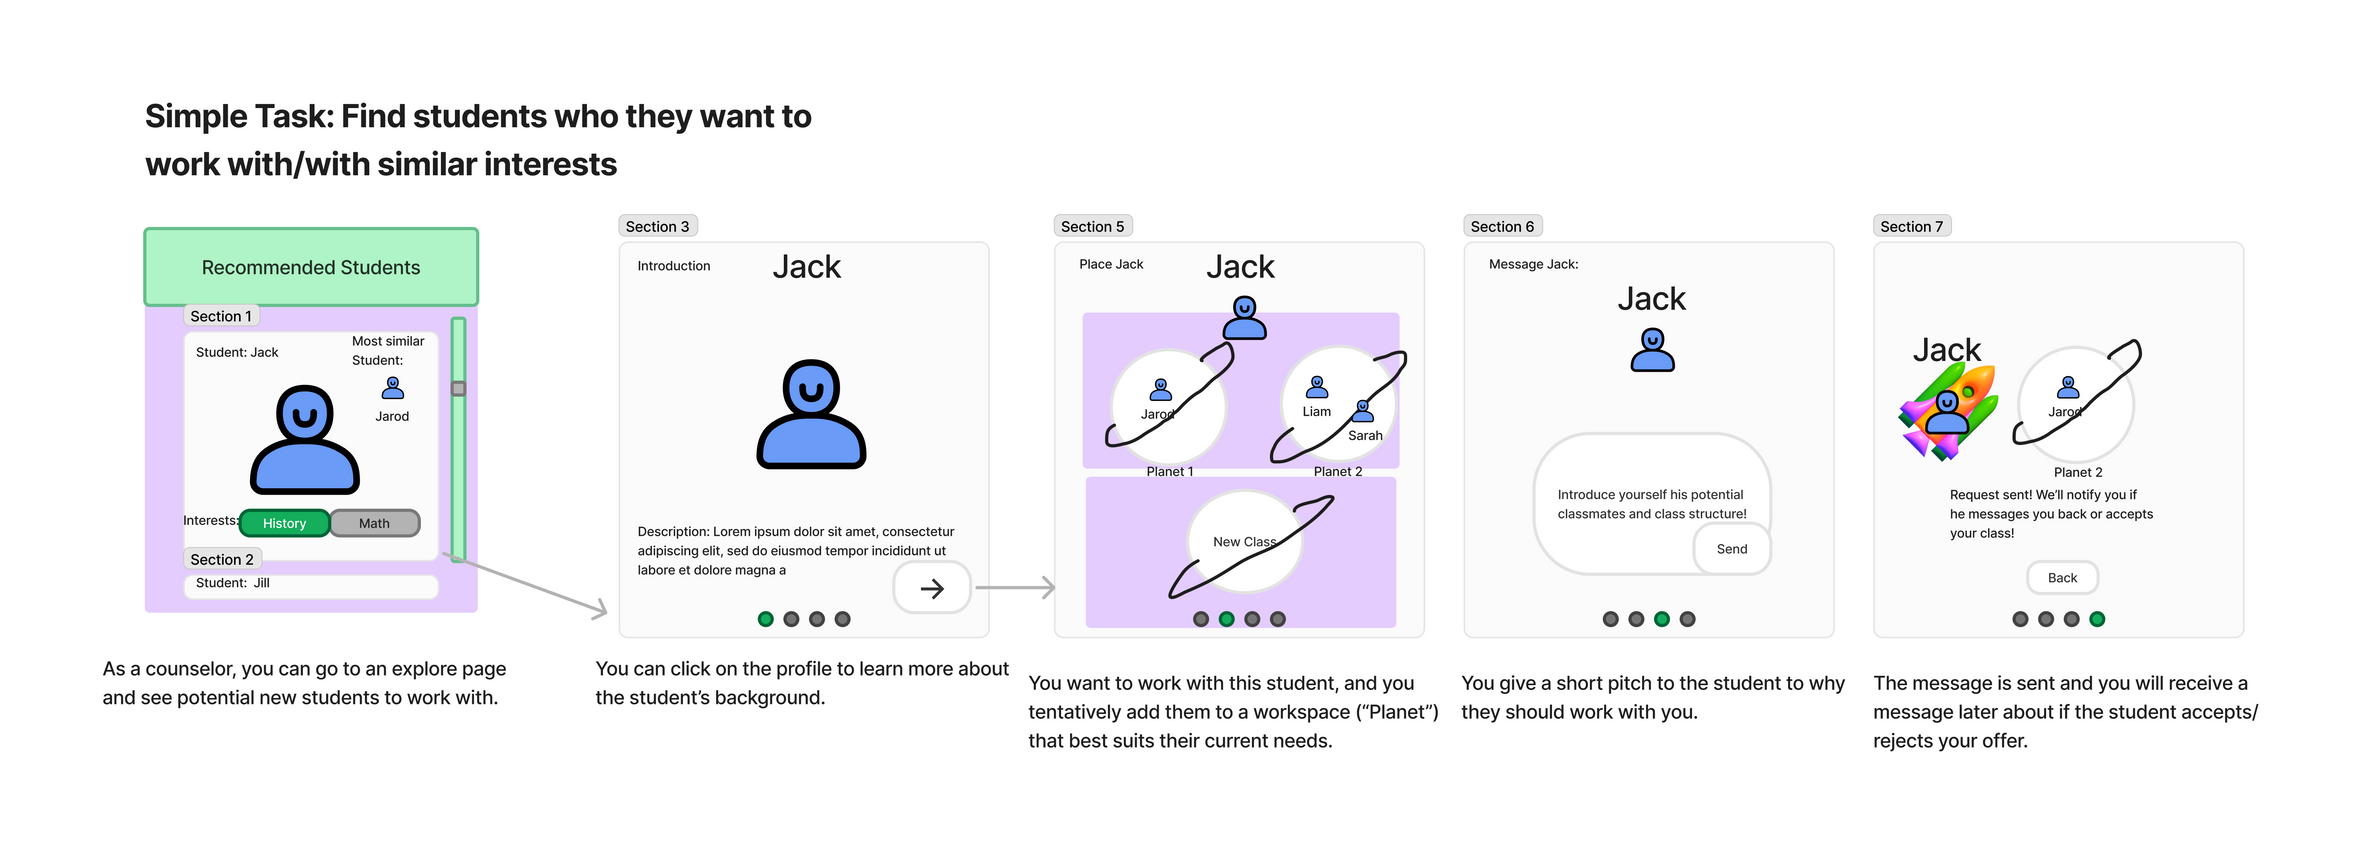 Simple Task: Find students who they want to
work with/with similar interests
Recommended Students
Section 1
Student: Jack
Most similar
Student:
Jarod
Interests:
History
Math
Section 2
Student: Jill
As a counselor, you can go to an explore page
and see potential new students to work with.
Section 3
Introduction
Jack
Description: Lorem ipsum dolor sit amet, consectetur
adipiscing elit, sed do eiusmod tempor incididunt ut
labore et dolore magna a
You can click on the profile to learn more about
the student’s background.
Section 5
Place Jack
Jack
Jarod
Liam
Sarah
Planet 1
Planet 2
New Class
You want to work with this student, and you
tentatively add them to a workspace (“Planet”)
that best suits their current needs.
Section 6
Message Jack:
Jack
Introduce yourself his potential
classmates and class structure!
Send
You give a short pitch to the student to why
they should work with you.
Section 7
Jack
Jarod
Planet 2
Request sent! We’ll notify you if
he messages you back or accepts
your class!
Back
The message is sent and you will receive a
message later about if the student accepts/
rejects your offer.